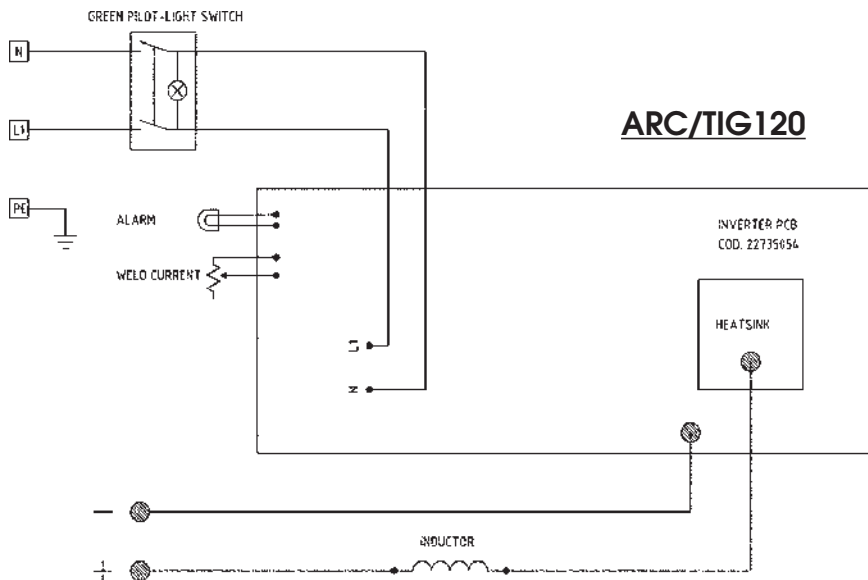 GREEN PILOT-LIGHT SWITCH
N
L1
ARC/TIG120
PE
ALARM
INVERTER PCB
COD. 22735054
WELD CURRENT
HEATSINK
L1
N
INDUCTOR